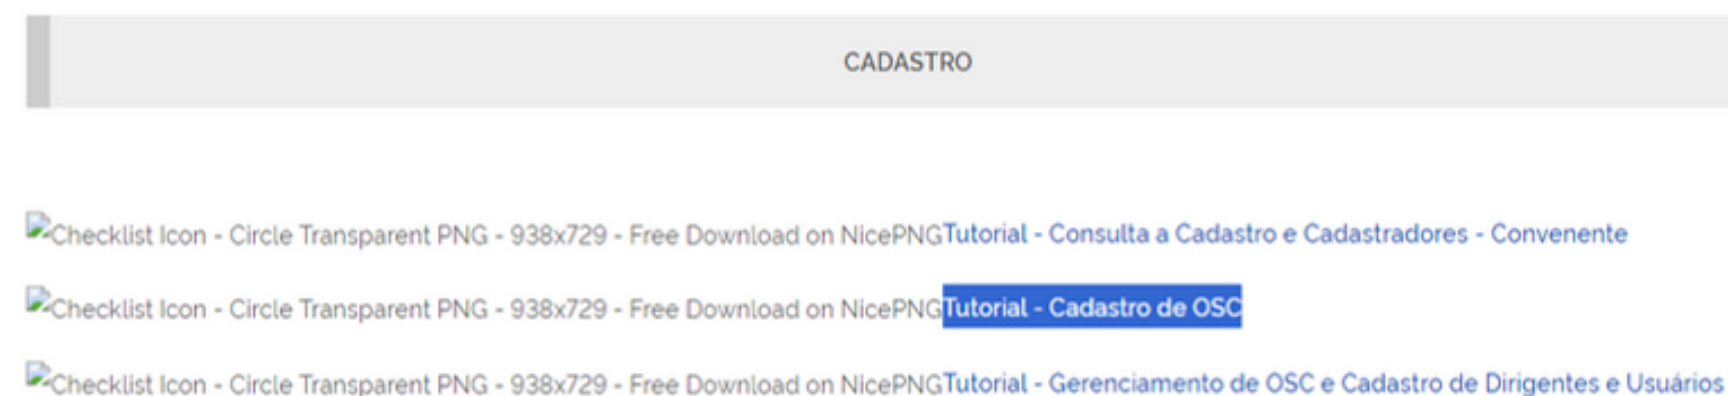 CADASTRO
Checklist Icon - Circle Transparent PNG - 938x729 - Free Download on NicePNGTutorial - Consulta a Cadastro e Cadastradores - Convenente
Checklist Icon - Circle Transparent PNG - 938x729 - Free Download on NicePNGTutorial - Cadastro de OSC
Checklist Icon - Circle Transparent PNG - 938x729 - Free Download on NicePNGTutorial - Gerenciamento de OSC e Cadastro de Dirigentes e Usuários